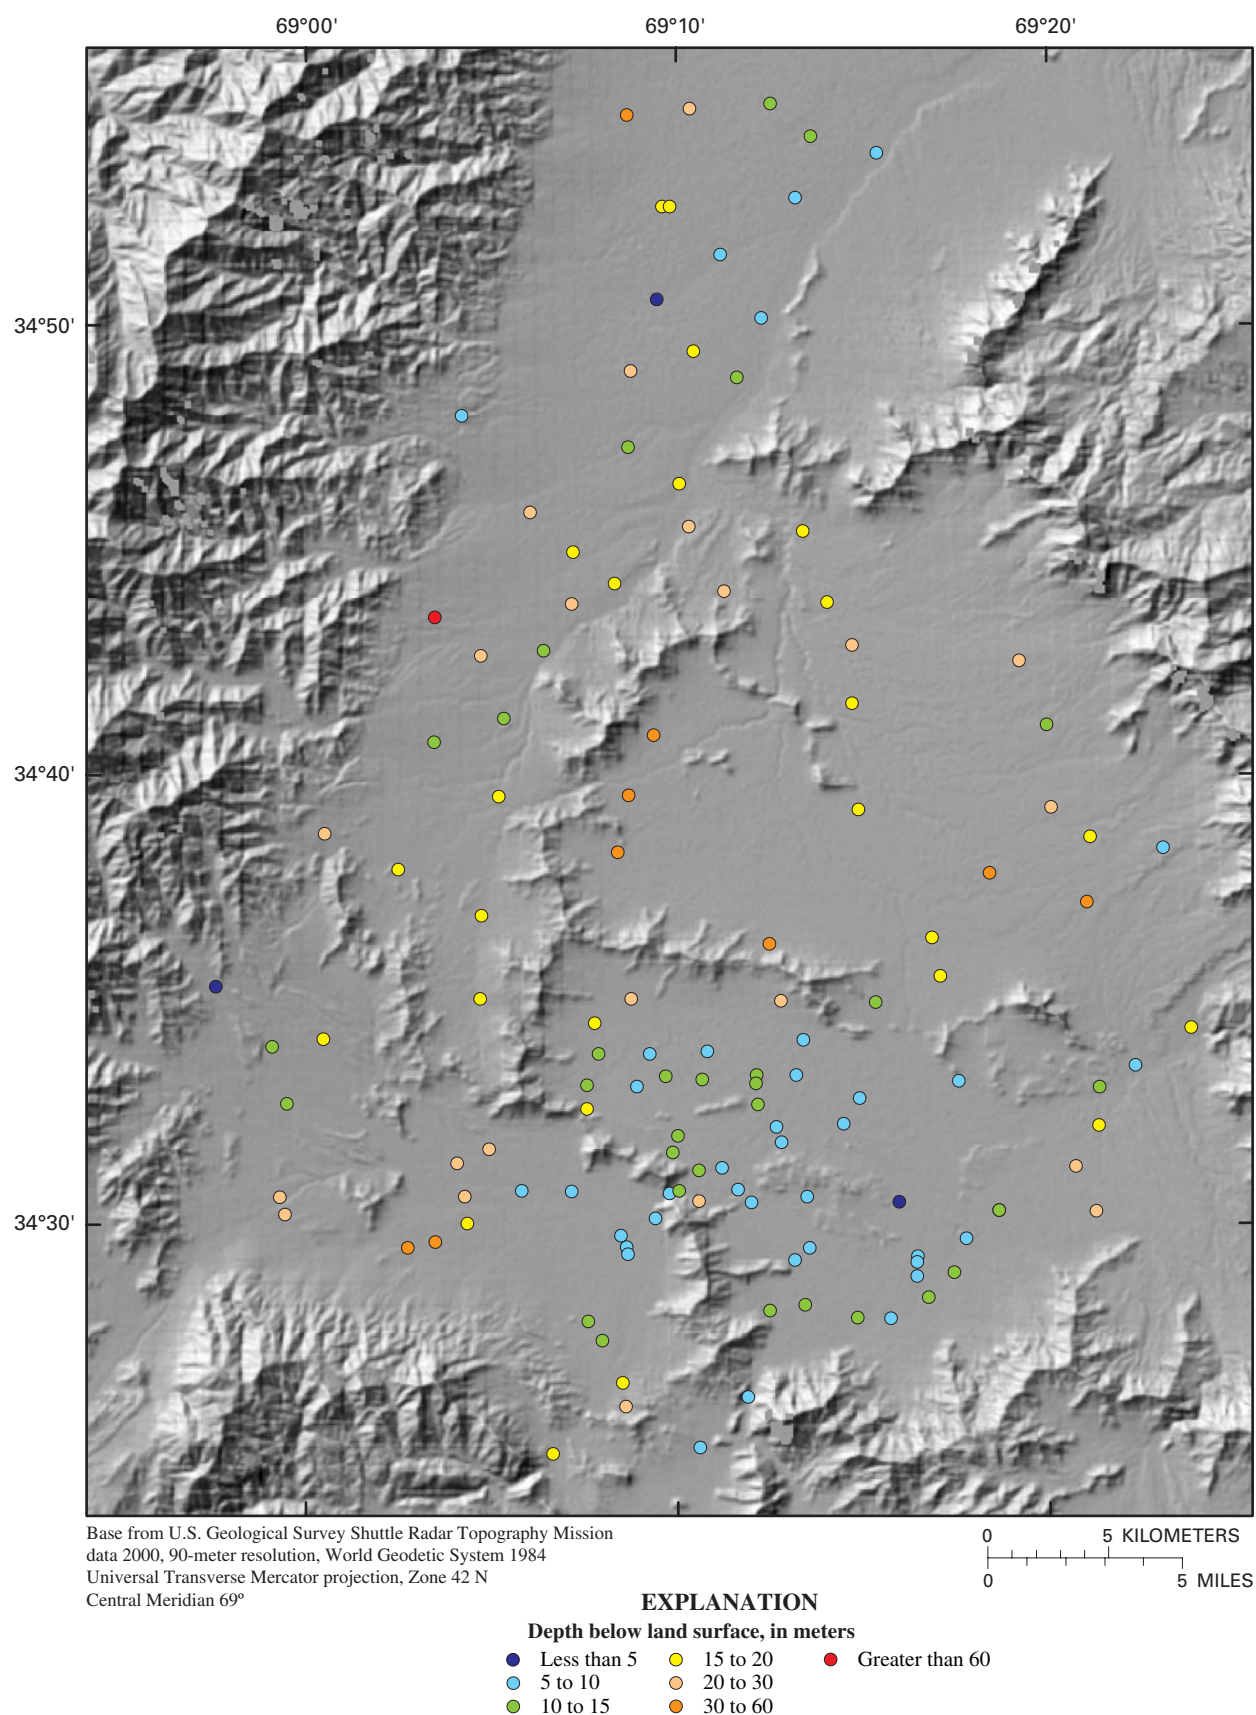 69°00' 69°10' 69°20'
34°50'
34°40'
34°30'
Base from U.S. Geological Survey Shuttle Radar Topography Mission
data 2000, 90-meter resolution, World Geodetic System 1984
Universal Transverse Mercator projection, Zone 42 N
Central Meridian 69º
0 5 KILOMETERS
0 5 MILES
EXPLANATION
Depth below land surface, in meters
Less than 5 15 to 20 Greater than 60
5 to 10 20 to 30
10 to 15 30 to 60